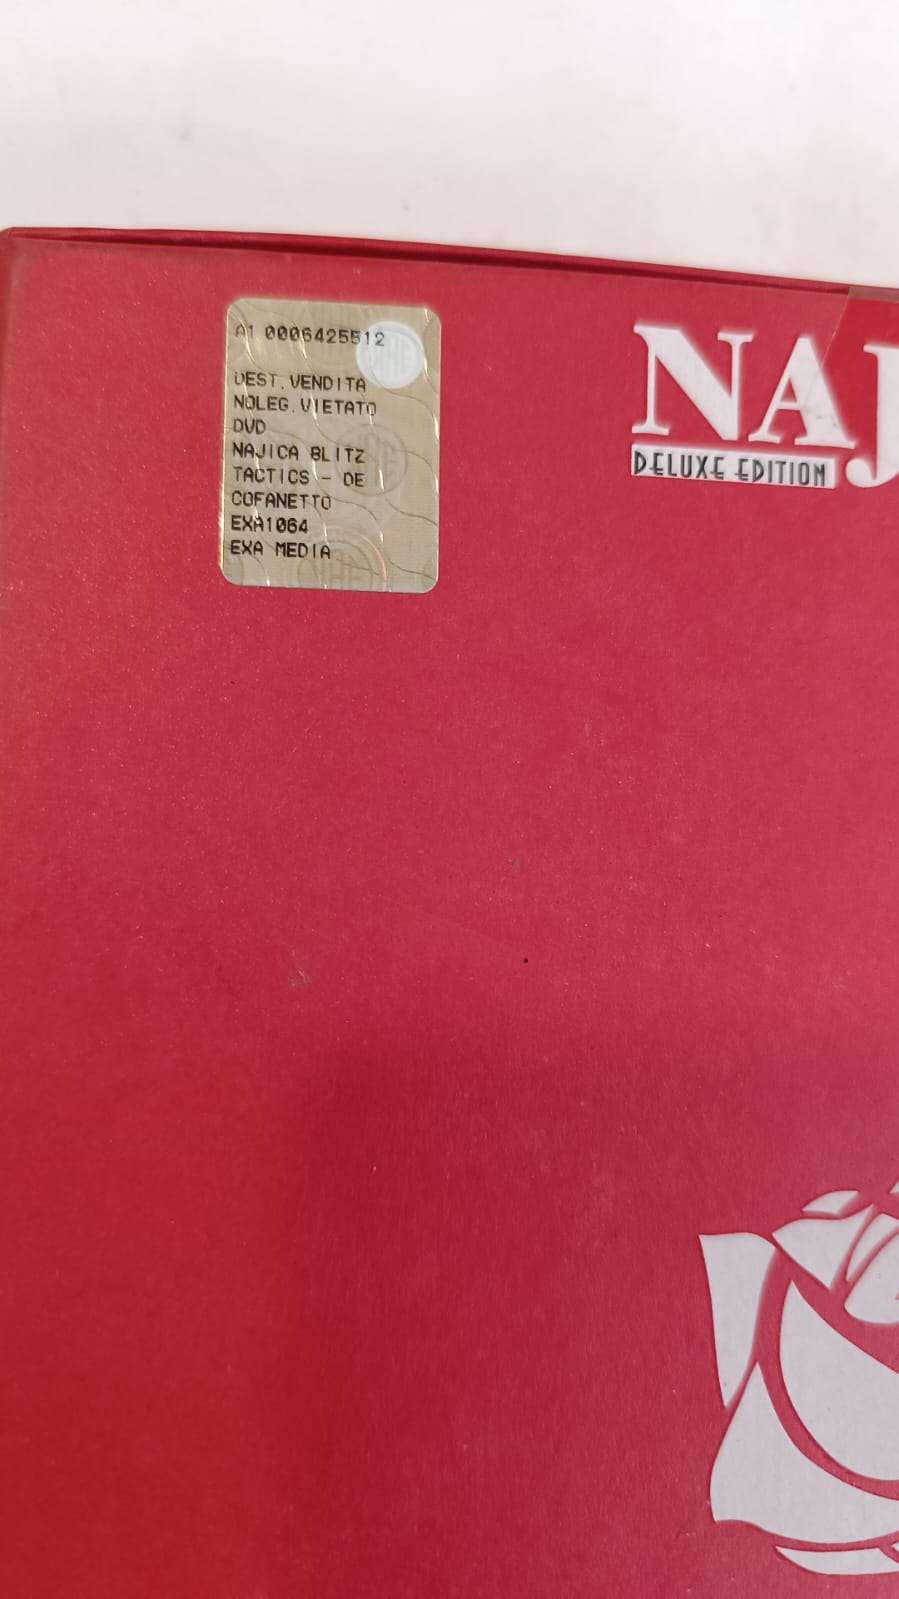 A1 0006425512
DEST.VENDITA
NOLEG.VIETATO
DVD
NAJICA BLITZ
TACTICS - DE
COFANETTO
EXA1064
EXA MEDIA
NAJ
DELUXE EDITION